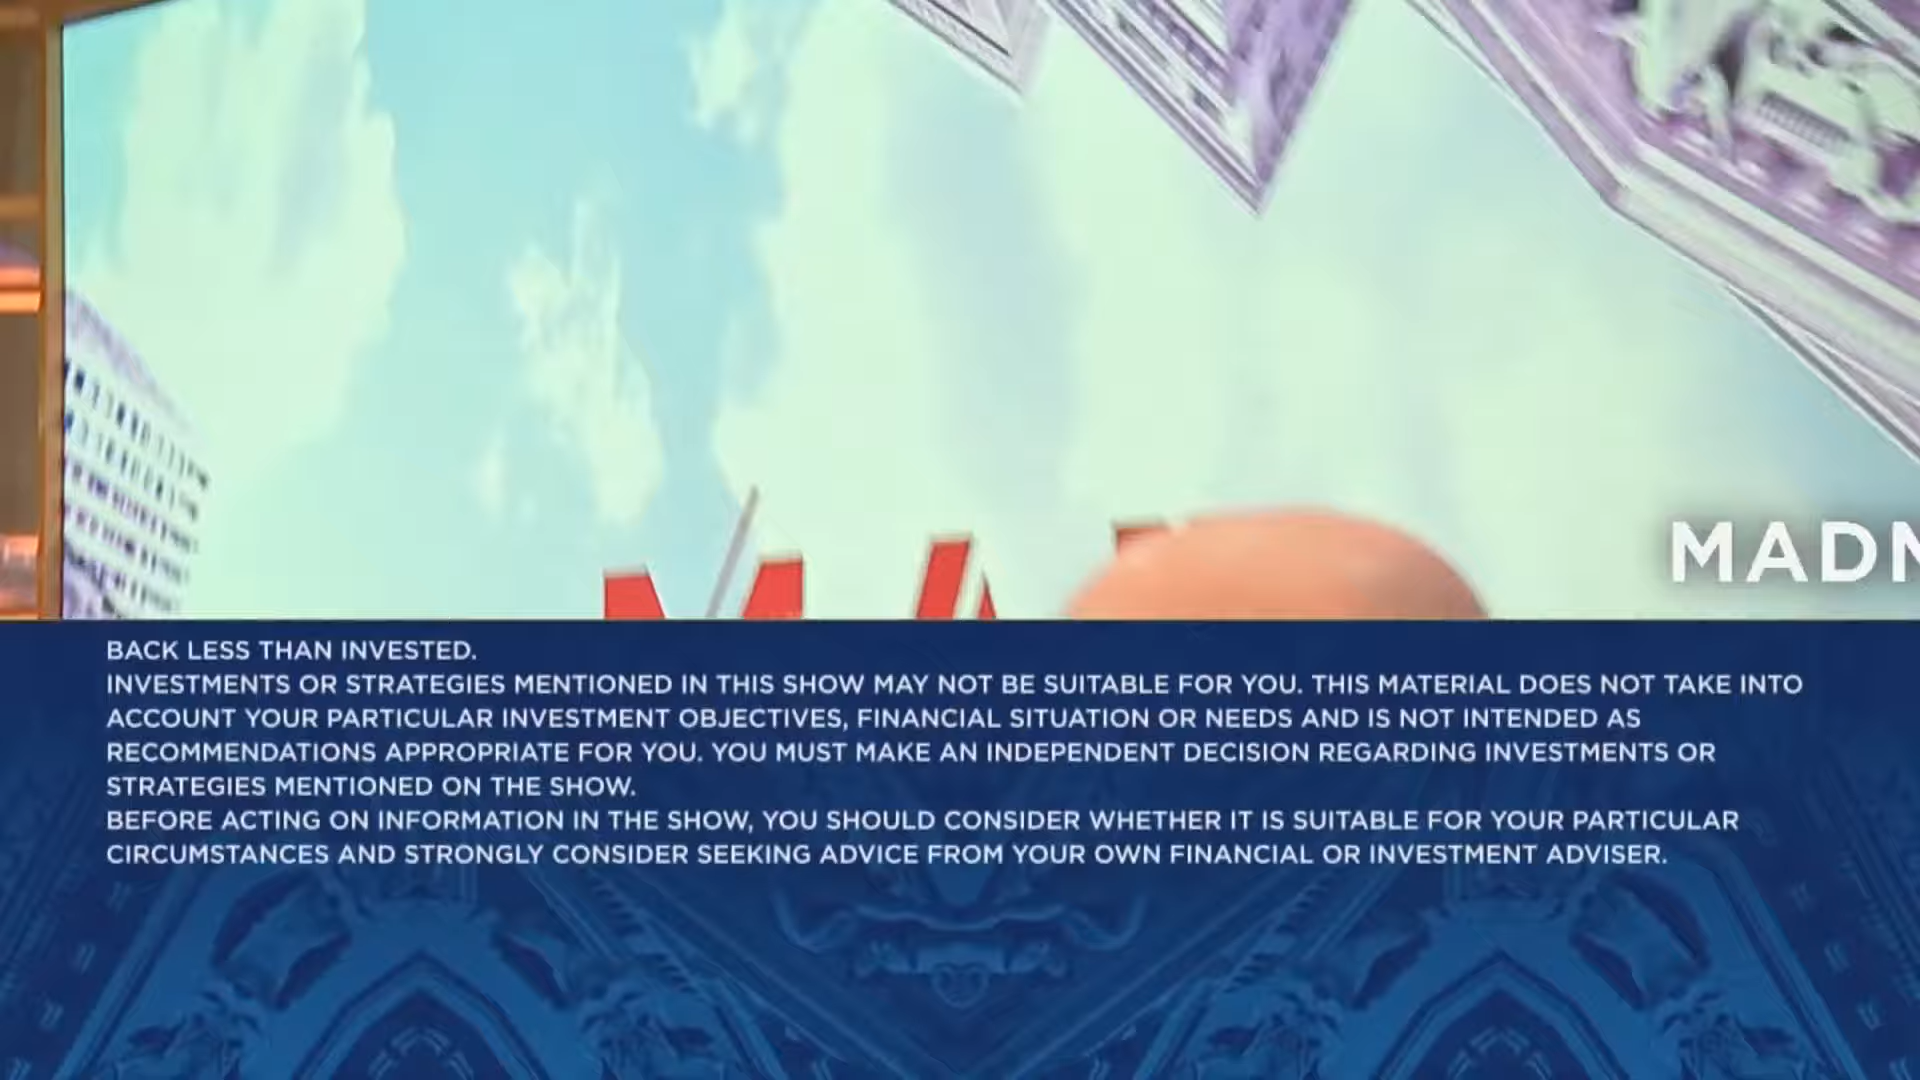 MADM
BACK LESS THAN INVESTED.
INVESTMENTS OR STRATEGIES MENTIONED IN THIS SHOW MAY NOT BE SUITABLE FOR YOU. THIS MATERIAL DOES NOT TAKE INTO
ACCOUNT YOUR PARTICULAR INVESTMENT OBJECTIVES, FINANCIAL SITUATION OR NEEDS AND IS NOT INTENDED AS
RECOMMENDATIONS APPROPRIATE FOR YOU. YOU MUST MAKE AN INDEPENDENT DECISION REGARDING INVESTMENTS OR
STRATEGIES MENTIONED ON THE SHOW.
BEFORE ACTING ON INFORMATION IN THE SHOW, YOU SHOULD CONSIDER WHETHER IT IS SUITABLE FOR YOUR PARTICULAR
CIRCUMSTANCES AND STRONGLY CONSIDER SEEKING ADVICE FROM YOUR OWN FINANCIAL OR INVESTMENT ADVISER.